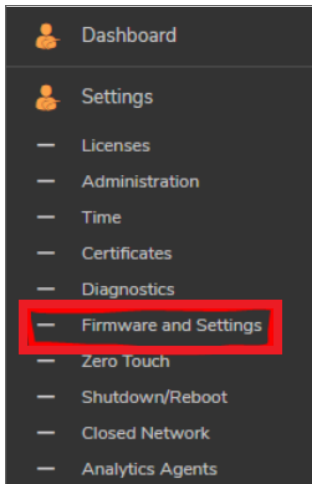 Dashboard
Settings
Licenses
Administration
Time
Certificates
Diagnostics
Firmware and Settings
Zero Touch
Shutdown/Reboot
Closed Network
Analytics Agents